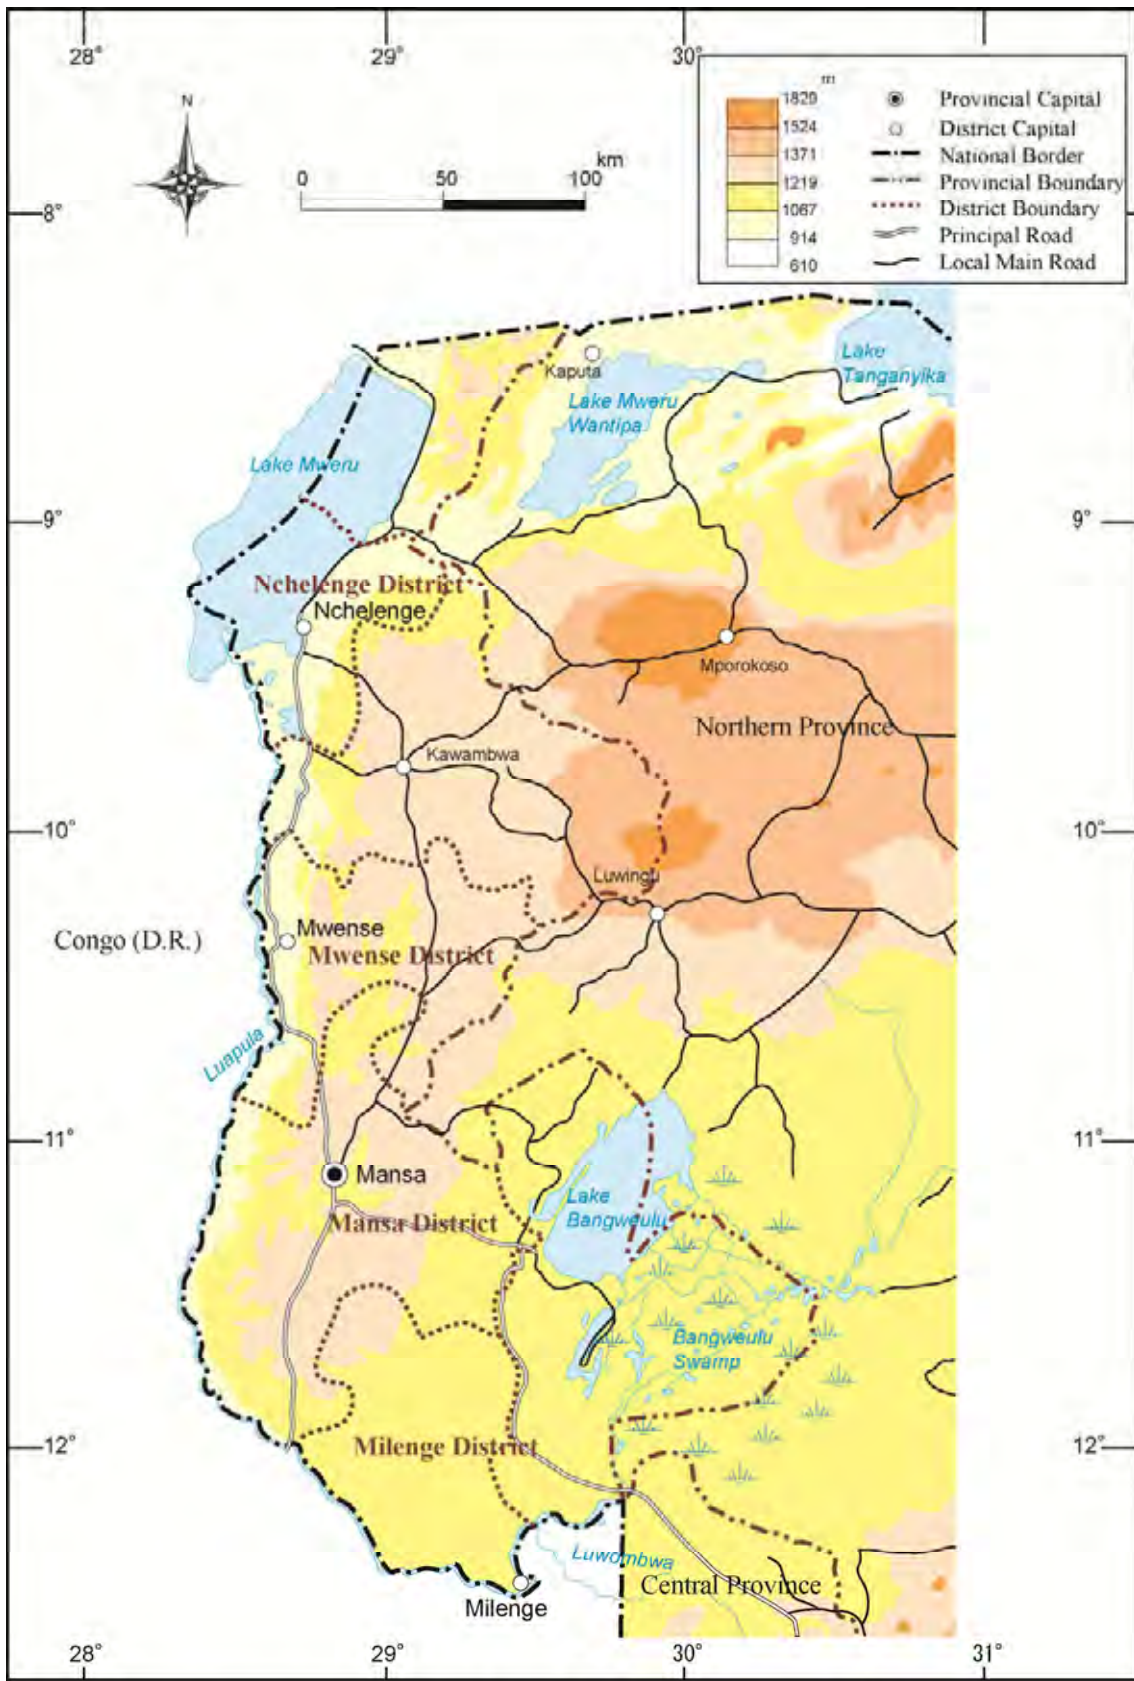 28°
29°
30°
m
1829
1524
1371
1219
1067
914
610
Provincial Capital
District Capital
National Border
Provincial Boundary
District Boundary
Principal Road
Local Main Road
N
km
0
50
100
8°
Lake
Tanganyika
Kaputa
Lake Mweru
Wantipa
Lake Mweru
9°
9°
Nchelenge District
Nchelenge
Mporokoso
Northern Province
Kawambwa
10°
10°
Luwingu
Mwense
Congo (D.R.)
Mwense District
Luapula
11°
11°
Mansa
Lake
Bangweulu
Mansa District
Bangweulu
Swamp
12°
12°
Milenge District
Luwombwa
Central Province
Milenge
28°
29°
30°
31°